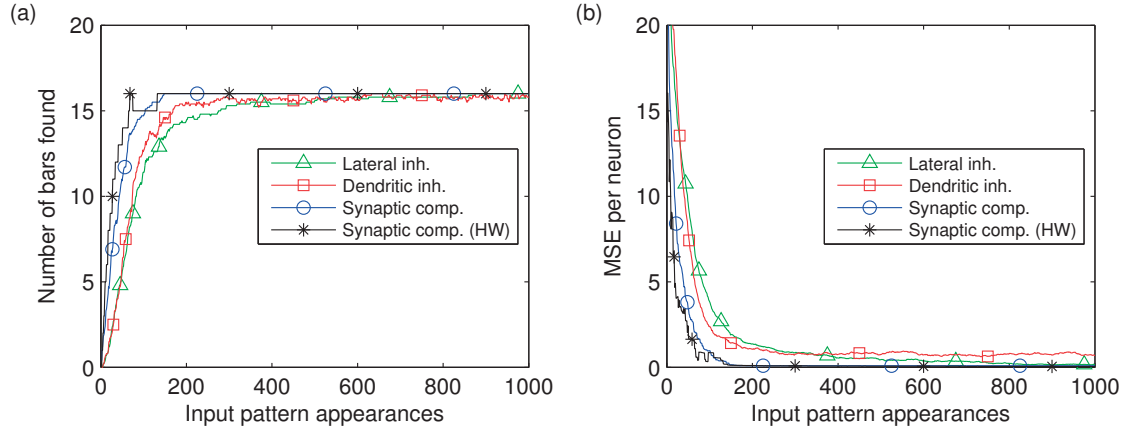 (a)
20
15
10
5
0
Number of bars found
Lateral inh.
Dendritic inh.
Synaptic comp.
Synaptic comp. (HW)
0 200 400 600 800 1000
Input pattern appearances
(b)
20
15
10
5
0
MSE per neuron
Lateral inh.
Dendritic inh.
Synaptic comp.
Synaptic comp. (HW)
0 200 400 600 800 1000
Input pattern appearances